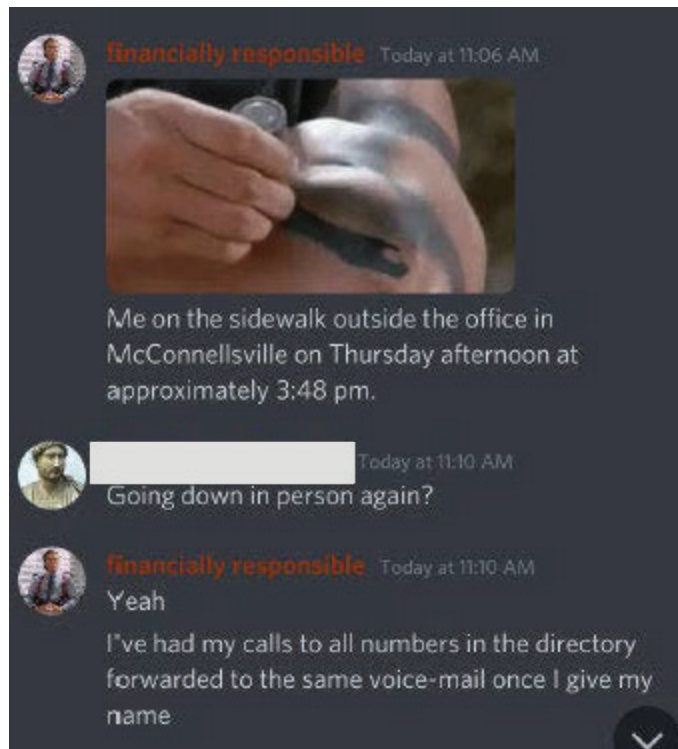 financially responsible Today at 11:06 AM
Me on the sidewalk outside the office in
McConnellsville on Thursday afternoon at
approximately 3:48 pm.
Today at 11:10 AM
Going down in person again?
financially responsible Today at 11:10 AM
Yeah
I've had my calls to all numbers in the directory
forwarded to the same voice-mail once I give my
name